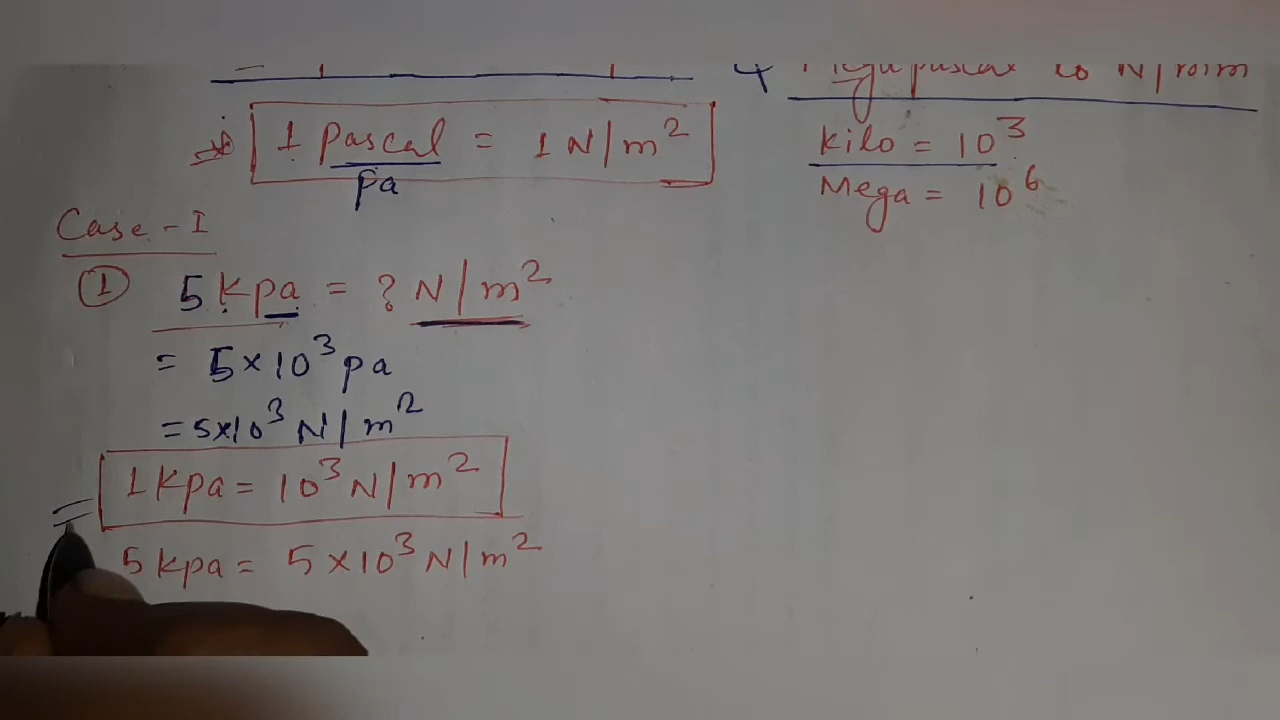 1 Pascal = 1 N/m²
Pa
Kilo = 10³
Mega = 10⁶
Case - I
① 5 Kpa = ? N/m²
= 5×10³ pa
= 5×10³ N/m²
1 Kpa = 10³ N/m²
5 kpa = 5×10³ N/m²